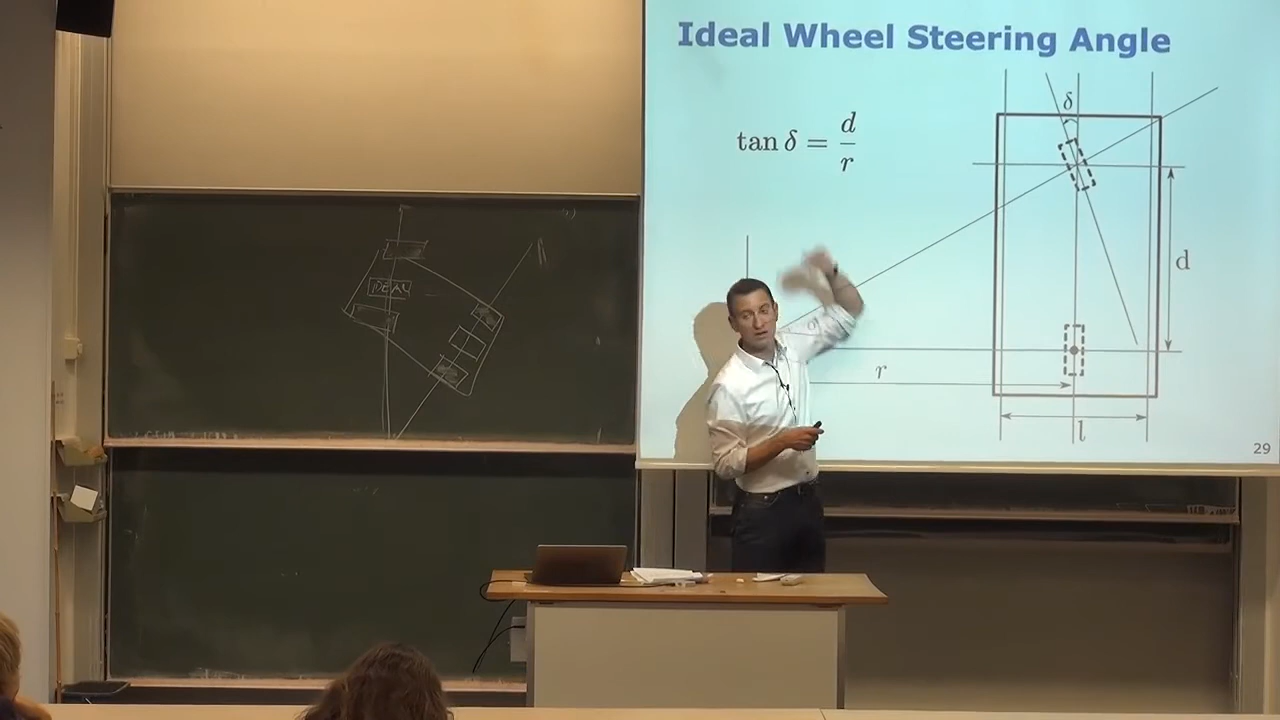 Ideal Wheel Steering Angle
tan δ = d/r
δ
d
r
l
29
IDEAL